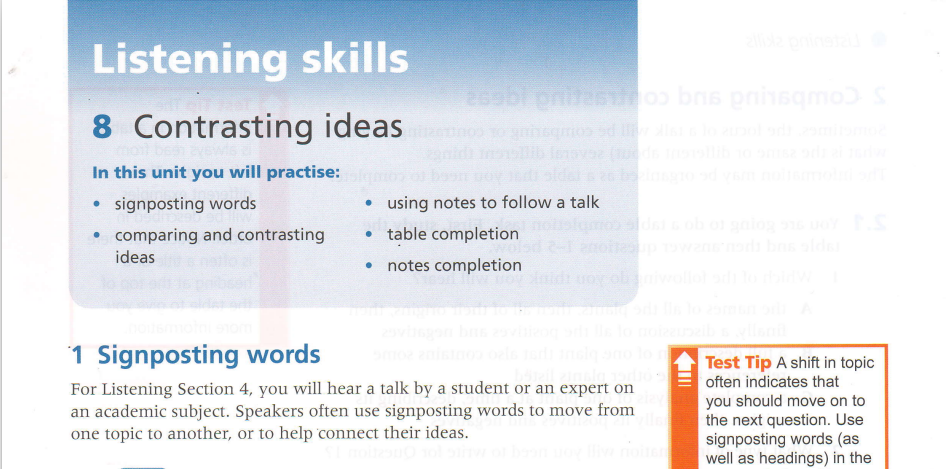 Listening skills
8 Contrasting ideas
In this unit you will practise:
• signposting words
• comparing and contrasting
ideas
• using notes to follow a talk
• table completion
• notes completion
1 Signposting words
For Listening Section 4, you will hear a talk by a student or an expert on
an academic subject. Speakers often use signposting words to move from
one topic to another, or to help connect their ideas.
Test Tip A shift in topic
often indicates that
you should move on to
the next question. Use
signposting words (as
well as headings) in the